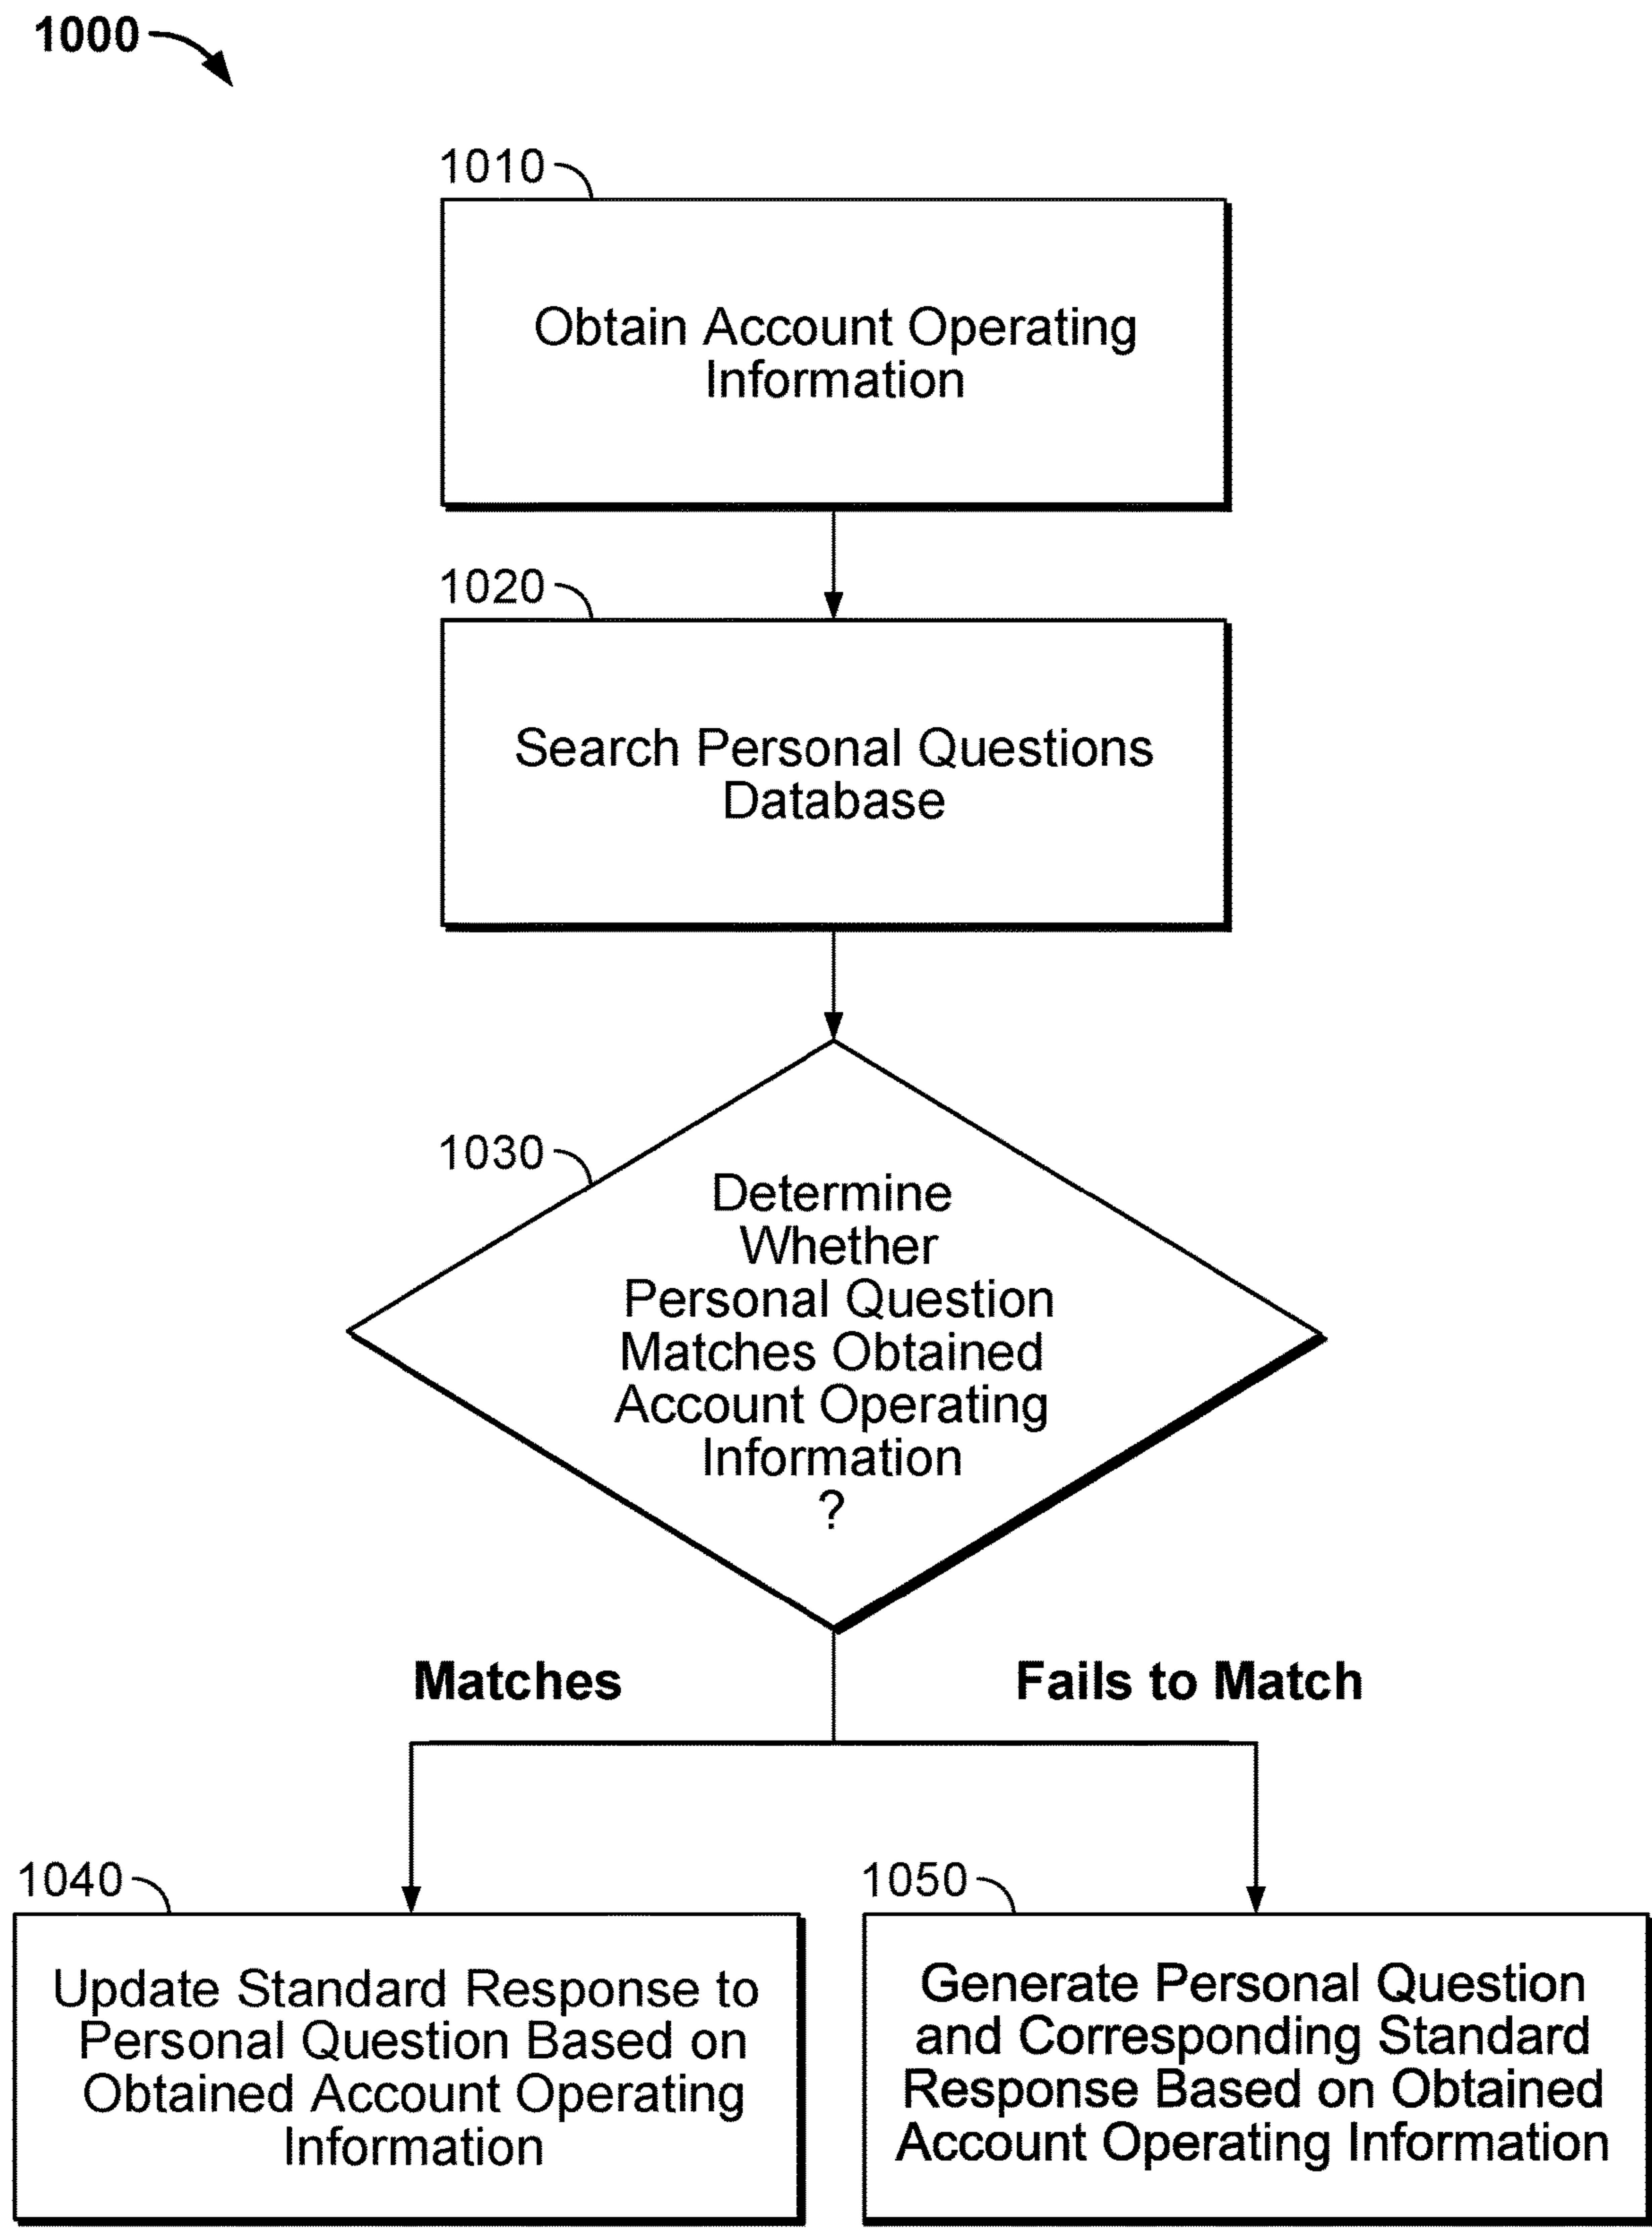 1000
1010
Obtain Account Operating
Information
1020
Search Personal Questions
Database
1030
Determine
Whether
Personal Question
Matches Obtained
Account Operating
Information
?
Matches
Fails to Match
1040
Update Standard Response to
Personal Question Based on
Obtained Account Operating
Information
1050
Generate Personal Question
and Corresponding Standard
Response Based on Obtained
Account Operating Information